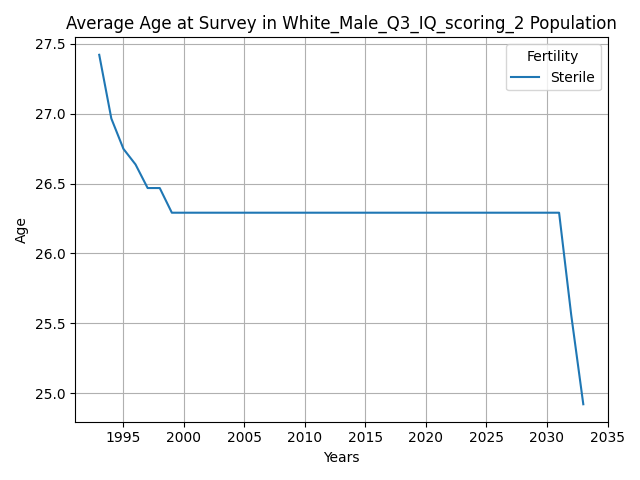 Average Age at Survey in White_Male_Q3_IQ_scoring_2 Population
27.5
27.0
26.5
26.0
25.5
25.0
Age
Fertility
Sterile
1995 2000 2005 2010 2015 2020 2025 2030 2035
Years